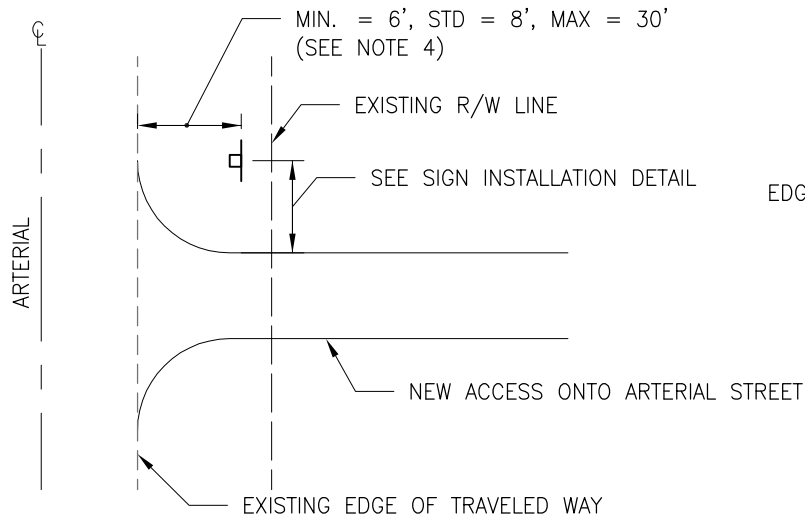 ℄
MIN. = 6', STD = 8', MAX = 30'
(SEE NOTE 4)
EXISTING R/W LINE
SEE SIGN INSTALLATION DETAIL
EDG
ARTERIAL
NEW ACCESS ONTO ARTERIAL STREET
EXISTING EDGE OF TRAVELED WAY